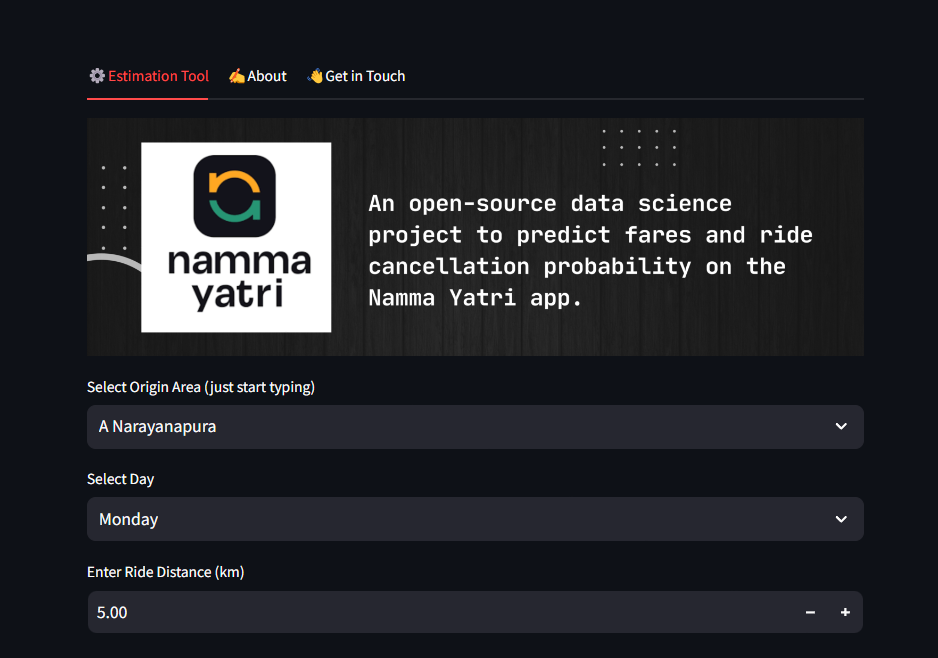 Estimation Tool
About
Get in Touch
namma
yatri
An open-source data science
project to predict fares and ride
cancellation probability on the
Namma Yatri app.
Select Origin Area (just start typing)
A Narayanapura
Select Day
Monday
Enter Ride Distance (km)
5.00